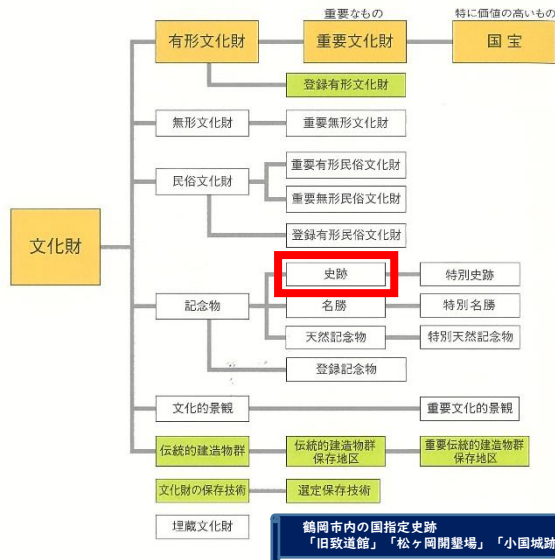 重要なもの
特に価値の高いもの
有形文化財
重要文化財
国宝
登録有形文化財
無形文化財
重要無形文化財
民俗文化財
重要有形民俗文化財
重要無形民俗文化財
登録有形民俗文化財
文化財
記念物
史跡
特別史跡
名勝
特別名勝
天然記念物
特別天然記念物
登録記念物
文化的景観
重要文化的景観
伝統的建造物群
伝統的建造物群
保存地区
重要伝統的建造物群
保存地区
文化財の保存技術
選定保存技術
埋蔵文化財
鶴岡市内の国指定史跡
「旧致道館」「松ヶ岡開墾場」「小国城跡